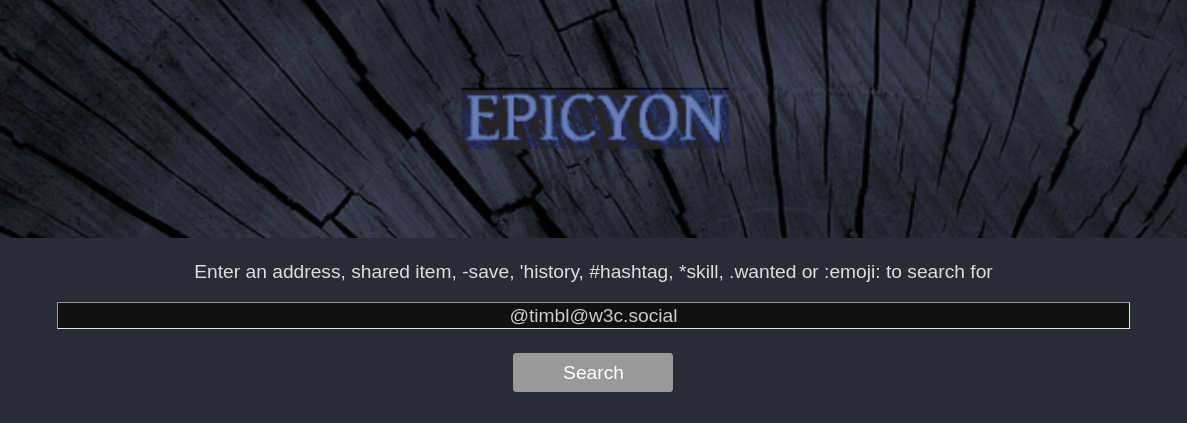 EPICYON
Enter an address, shared item, -save, 'history, #hashtag, *skill, .wanted or :emoji: to search for
@timbl@w3c.social
Search